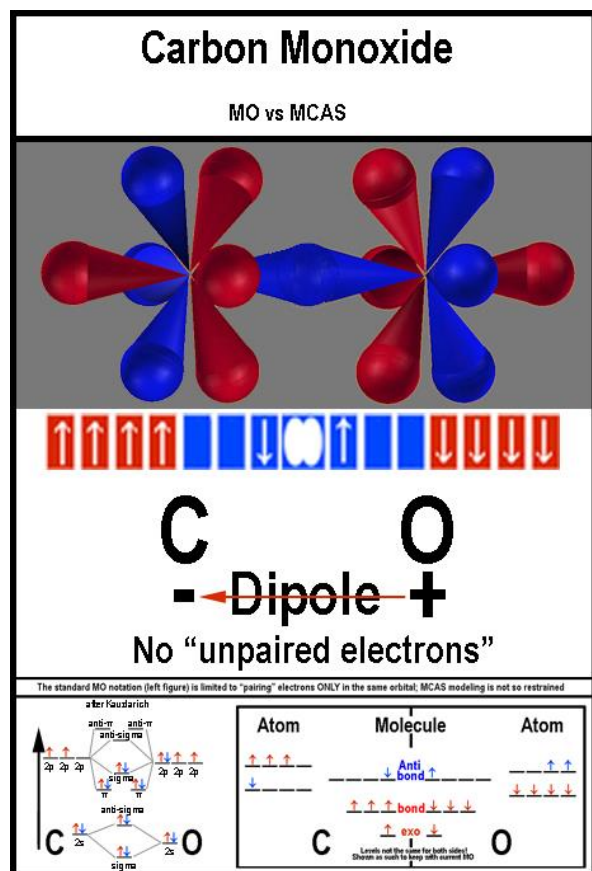 Carbon Monoxide
MO vs MCAS
↑ ↑ ↑ ↑ ↓ ↑ ↓ ↓ ↓ ↓
C O
- Dipole +
No “unpaired electrons”
The standard MO notation (left figure) is limited to “pairing” electrons ONLY in the same orbital; MCAS modeling is not so restrained
after Kauzlarich
anti-π anti-π
anti-sigma
2p 2p 2p 2p 2p 2p
sigma
π π
anti-sigma
C O
2s 2s
sigma
Atom Molecule Atom
Anti
bond
bond
exo
C O
Levels not the same for both sides!
Shown as such to keep with current MO